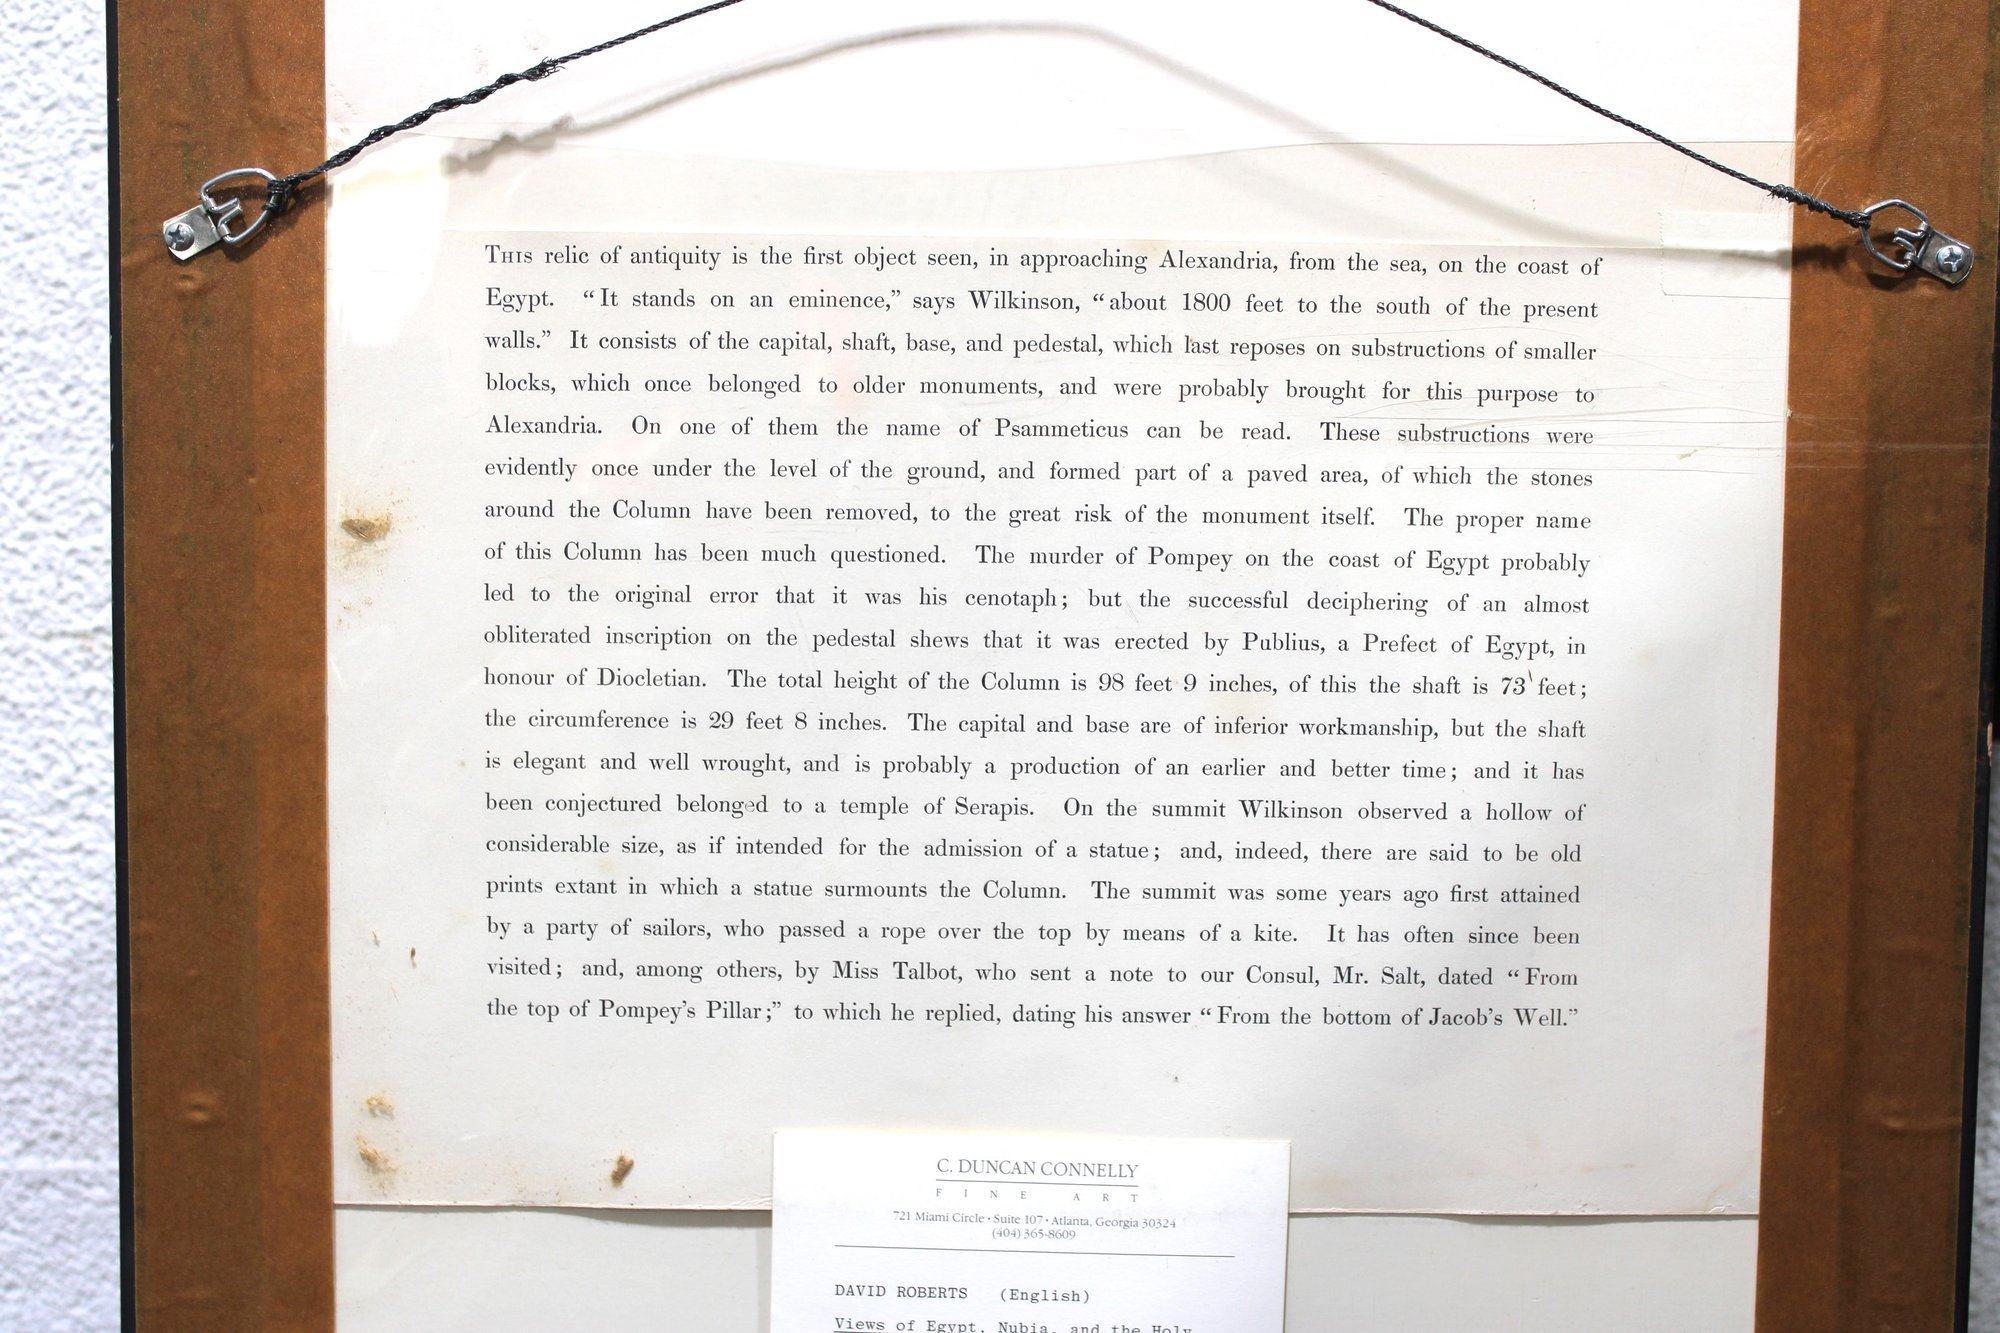 THIS relic of antiquity is the first object seen, in approaching Alexandria, from the sea, on the coast of
Egypt. “It stands on an eminence,” says Wilkinson, “about 1800 feet to the south of the present
walls.” It consists of the capital, shaft, base, and pedestal, which last reposes on substructions of smaller
blocks, which once belonged to older monuments, and were probably brought for this purpose to
Alexandria. On one of them the name of Psammeticus can be read. These substructions were
evidently once under the level of the ground, and formed part of a paved area, of which the stones
around the Column have been removed, to the great risk of the monument itself. The proper name
of this Column has been much questioned. The murder of Pompey on the coast of Egypt probably
led to the original error that it was his cenotaph; but the successful deciphering of an almost
obliterated inscription on the pedestal shews that it was erected by Publius, a Prefect of Egypt, in
honour of Diocletian. The total height of the Column is 98 feet 9 inches, of this the shaft is 73 feet;
the circumference is 29 feet 8 inches. The capital and base are of inferior workmanship, but the shaft
is elegant and well wrought, and is probably a production of an earlier and better time; and it has
been conjectured belonged to a temple of Serapis. On the summit Wilkinson observed a hollow of
considerable size, as if intended for the admission of a statue; and, indeed, there are said to be old
prints extant in which a statue surmounts the Column. The summit was some years ago first attained
by a party of sailors, who passed a rope over the top by means of a kite. It has often since been
visited; and, among others, by Miss Talbot, who sent a note to our Consul, Mr. Salt, dated “From
the top of Pompey’s Pillar;” to which he replied, dating his answer “From the bottom of Jacob’s Well.”
C. DUNCAN CONNELLY
FINE ART
721 Miami Circle • Suite 107 • Atlanta, Georgia 30324
(404) 365-8609
DAVID ROBERTS (English)
Views of Egypt, Nubia, and the Holy